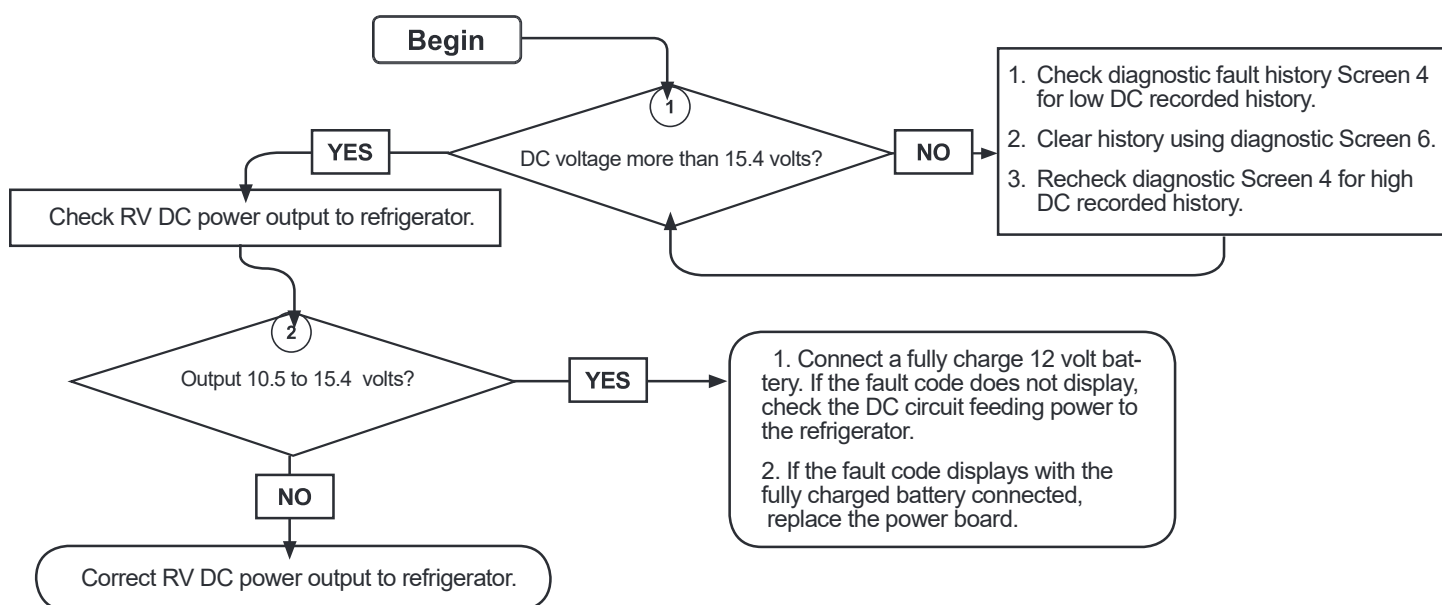 Begin
1
DC voltage more than 15.4 volts?
YES
NO
1. Check diagnostic fault history Screen 4
for low DC recorded history.
2. Clear history using diagnostic Screen 6.
3. Recheck diagnostic Screen 4 for high
DC recorded history.
Check RV DC power output to refrigerator.
2
Output 10.5 to 15.4 volts?
YES
1. Connect a fully charge 12 volt bat-
tery. If the fault code does not display,
check the DC circuit feeding power to
the refrigerator.
2. If the fault code displays with the
fully charged battery connected,
replace the power board.
NO
Correct RV DC power output to refrigerator.